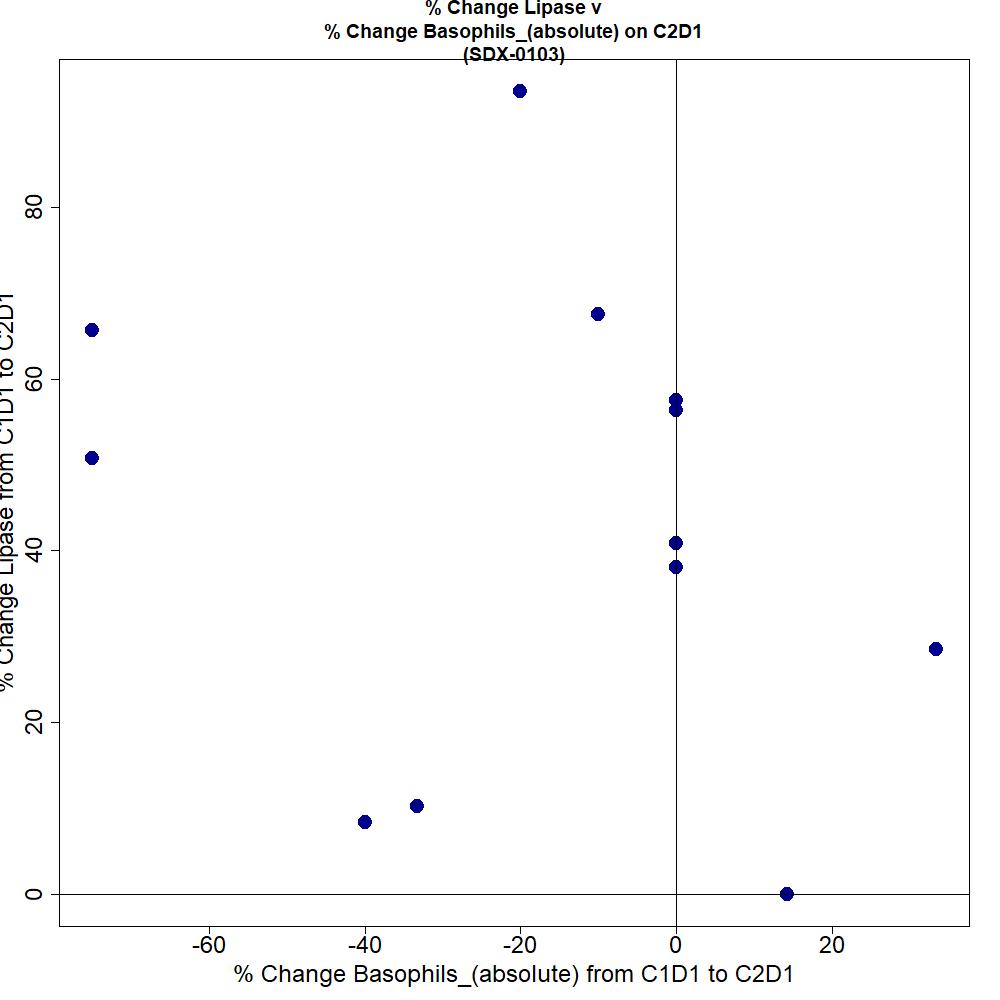 % Change Lipase v
% Change Basophils_(absolute) on C2D1
(SDX-0103)
% Change Lipase from C1D1 to C2D1
80
60
40
20
0
-60
-40
-20
0
20
% Change Basophils_(absolute) from C1D1 to C2D1